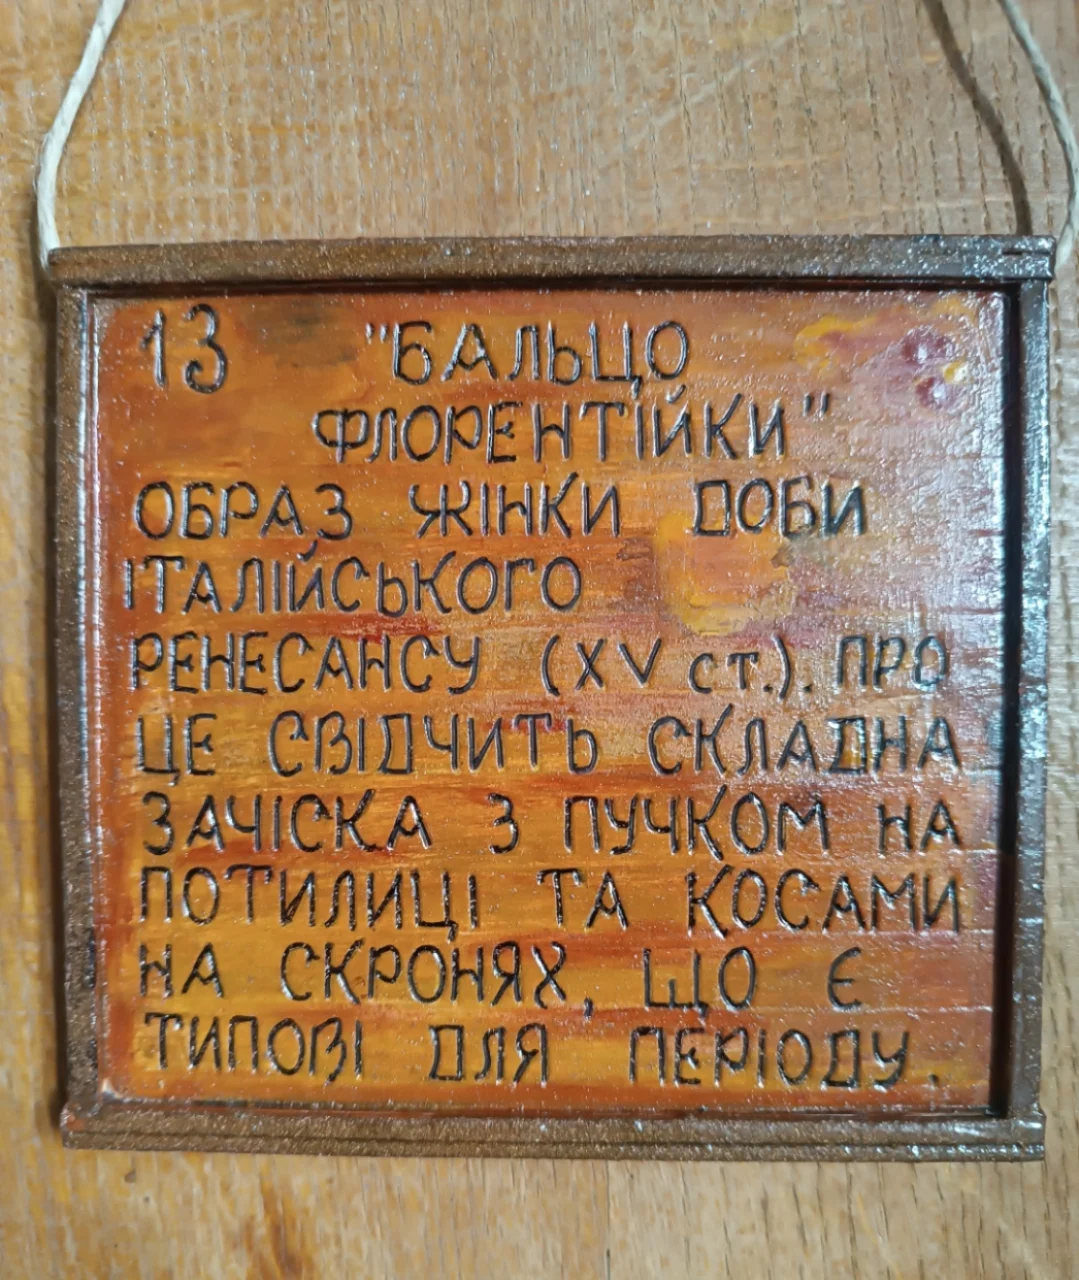 13 "БАЛЬЦО
ФЛОРЕНТІЙКИ"
ОБРАЗ ЖІНКИ ДОБИ
ІТАЛІЙСЬКОГО
РЕНЕСАНСУ (XV ст.). ПРО
ЦЕ СВІДЧИТЬ СКЛАДНА
ЗАЧІСКА З ПУЧКОМ НА
ПОТИЛИЦІ ТА КОСАМИ
НА СКРОНЯХ, ЩО Є
ТИПОВІ ДЛЯ ПЕРІОДУ.